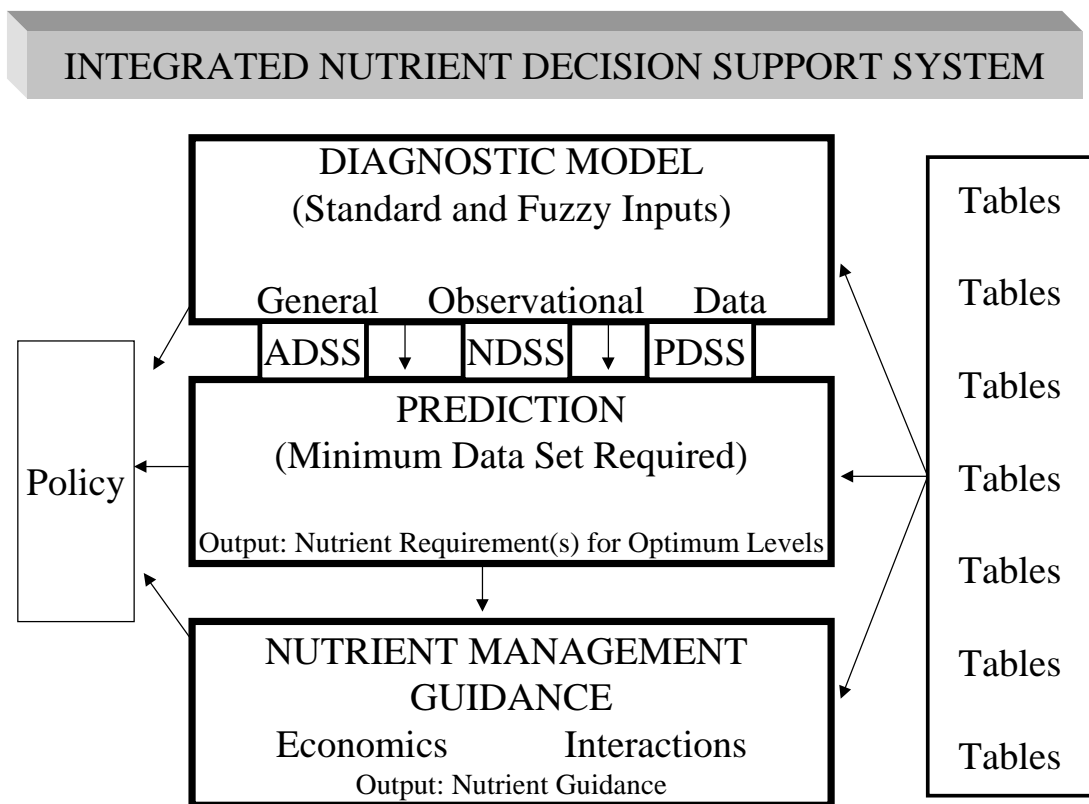 INTEGRATED NUTRIENT DECISION SUPPORT SYSTEM
DIAGNOSTIC MODEL
(Standard and Fuzzy Inputs)
General Observational Data
ADSS NDSS PDSS
PREDICTION
(Minimum Data Set Required)
Output: Nutrient Requirement(s) for Optimum Levels
NUTRIENT MANAGEMENT
GUIDANCE
Economics Interactions
Output: Nutrient Guidance
Policy
Tables
Tables
Tables
Tables
Tables
Tables
Tables